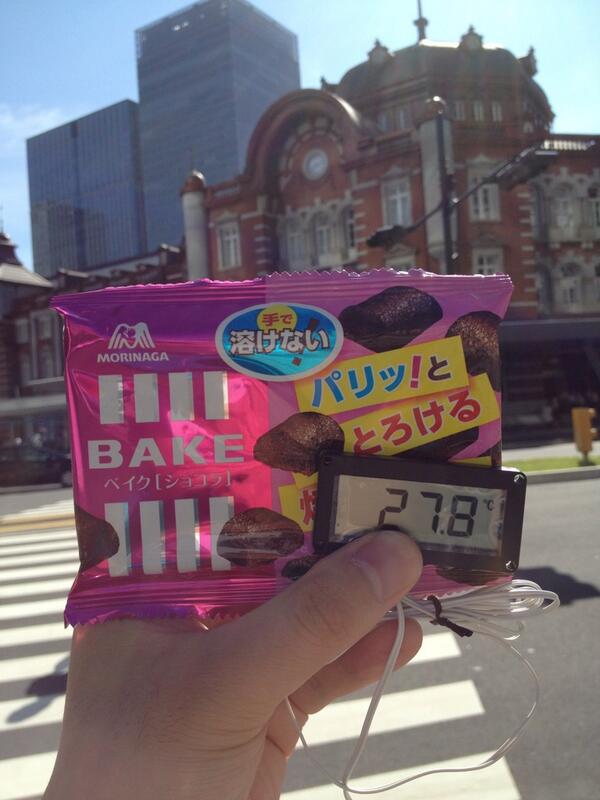 手で
溶けない!
MORINAGA
パリッ!と
とろける
BAKE
ベイク[ショコラ]
27.8℃